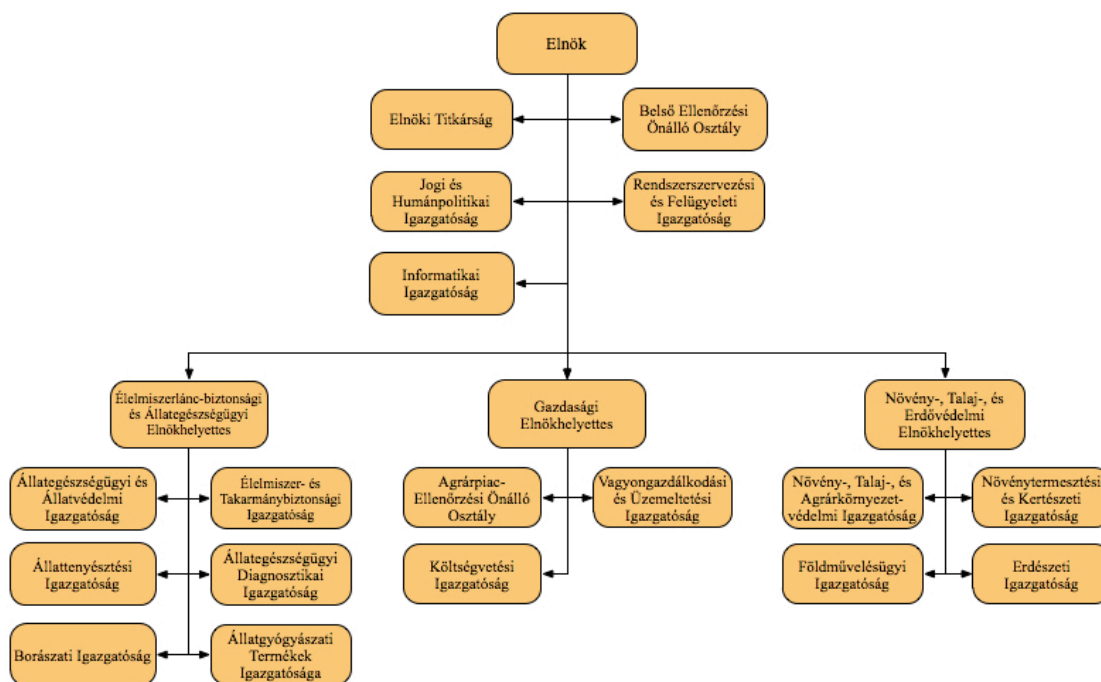 Elnök
Elnöki Titkárság
Belső Ellenőrzési
Önálló Osztály
Jogi és
Humánpolitikai
Igazgatóság
Rendszerszervezési
és Felügyeleti
Igazgatóság
Informatikai
Igazgatóság
Élelmiszerlánc-biztonsági
és Állategészségügyi
Elnökhelyettes
Gazdasági
Elnökhelyettes
Növény-, Talaj-, és
Erdővédelmi
Elnökhelyettes
Állategészségügyi és
Állatvédelmi
Igazgatóság
Élelmiszer- és
Takarmánybiztonsági
Igazgatóság
Agrárpiac-
Ellenőrzési Önálló
Osztály
Vagyongazdálkodási
és Üzemeltetési
Igazgatóság
Növény-, Talaj-, és
Agrárkörnyezet-
védelmi Igazgatóság
Növénytermesztési
és Kertészeti
Igazgatóság
Állattenyésztési
Igazgatóság
Állategészségügyi
Diagnosztikai
Igazgatóság
Költségvetési
Igazgatóság
Földművelésügyi
Igazgatóság
Erdészeti
Igazgatóság
Borászati Igazgatóság
Állatgyógyászati
Termékek
Igazgatósága